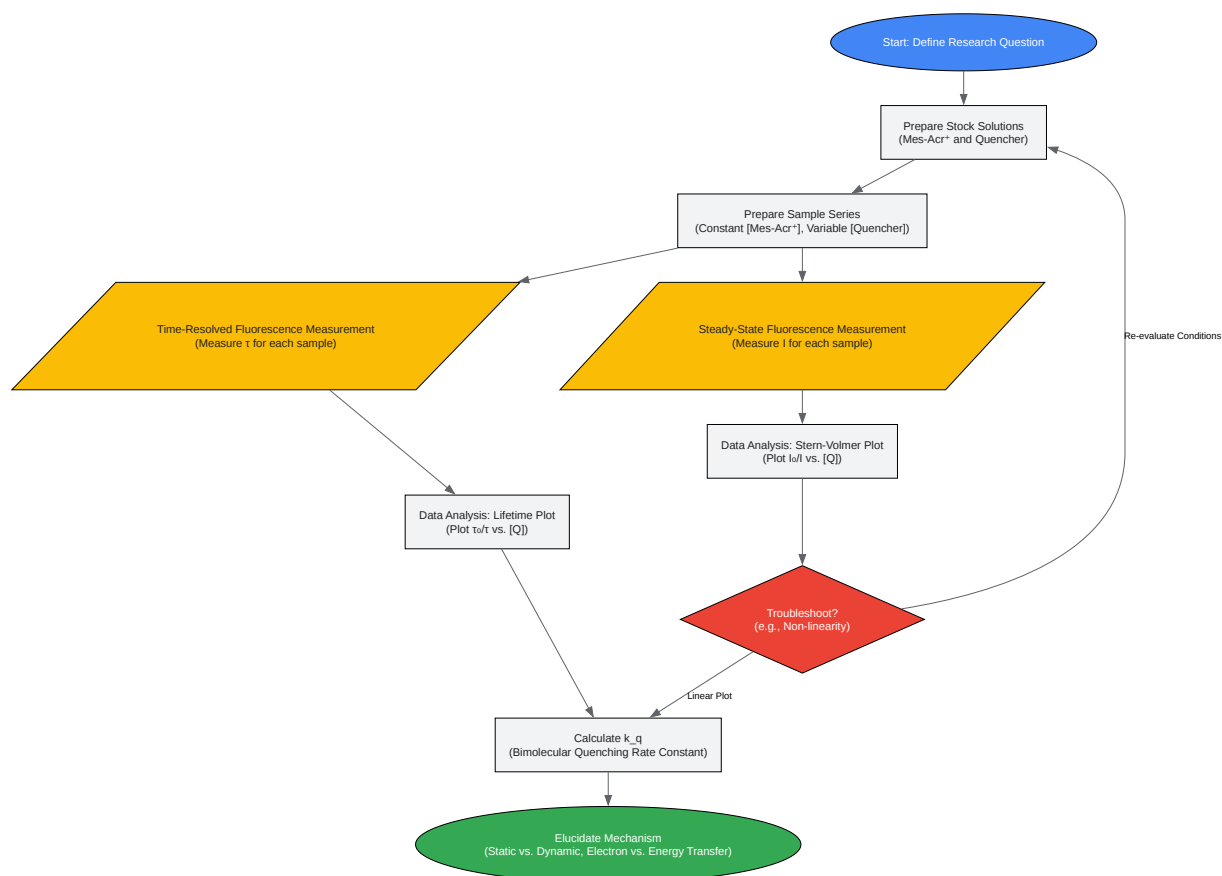 Start: Define Research Question
Prepare Stock Solutions
(Mes-Acr⁺ and Quencher)
Prepare Sample Series
(Constant [Mes-Acr⁺], Variable [Quencher])
Time-Resolved Fluorescence Measurement
(Measure τ for each sample)
Steady-State Fluorescence Measurement
(Measure I for each sample)
Re-evaluate Conditions
Data Analysis: Stern-Volmer Plot
(Plot I₀/I vs. [Q])
Data Analysis: Lifetime Plot
(Plot τ₀/τ vs. [Q])
Troubleshoot?
(e.g., Non-linearity)
Linear Plot
Calculate k_q
(Bimolecular Quenching Rate Constant)
Elucidate Mechanism
(Static vs. Dynamic, Electron vs. Energy Transfer)